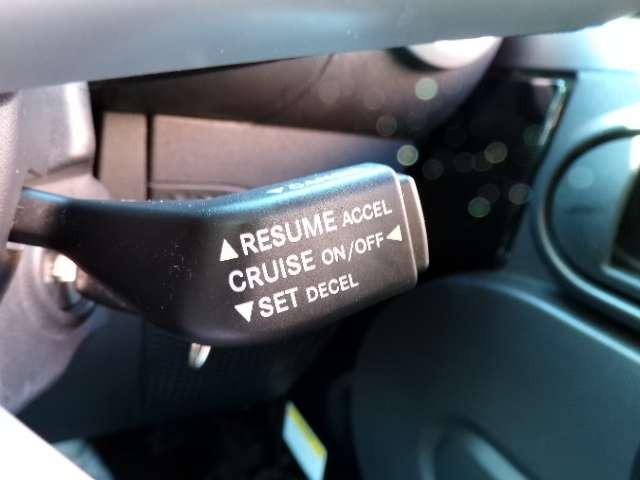 ▲RESUME ACCEL
CRUISE ON/OFF◄
▼SET DECEL